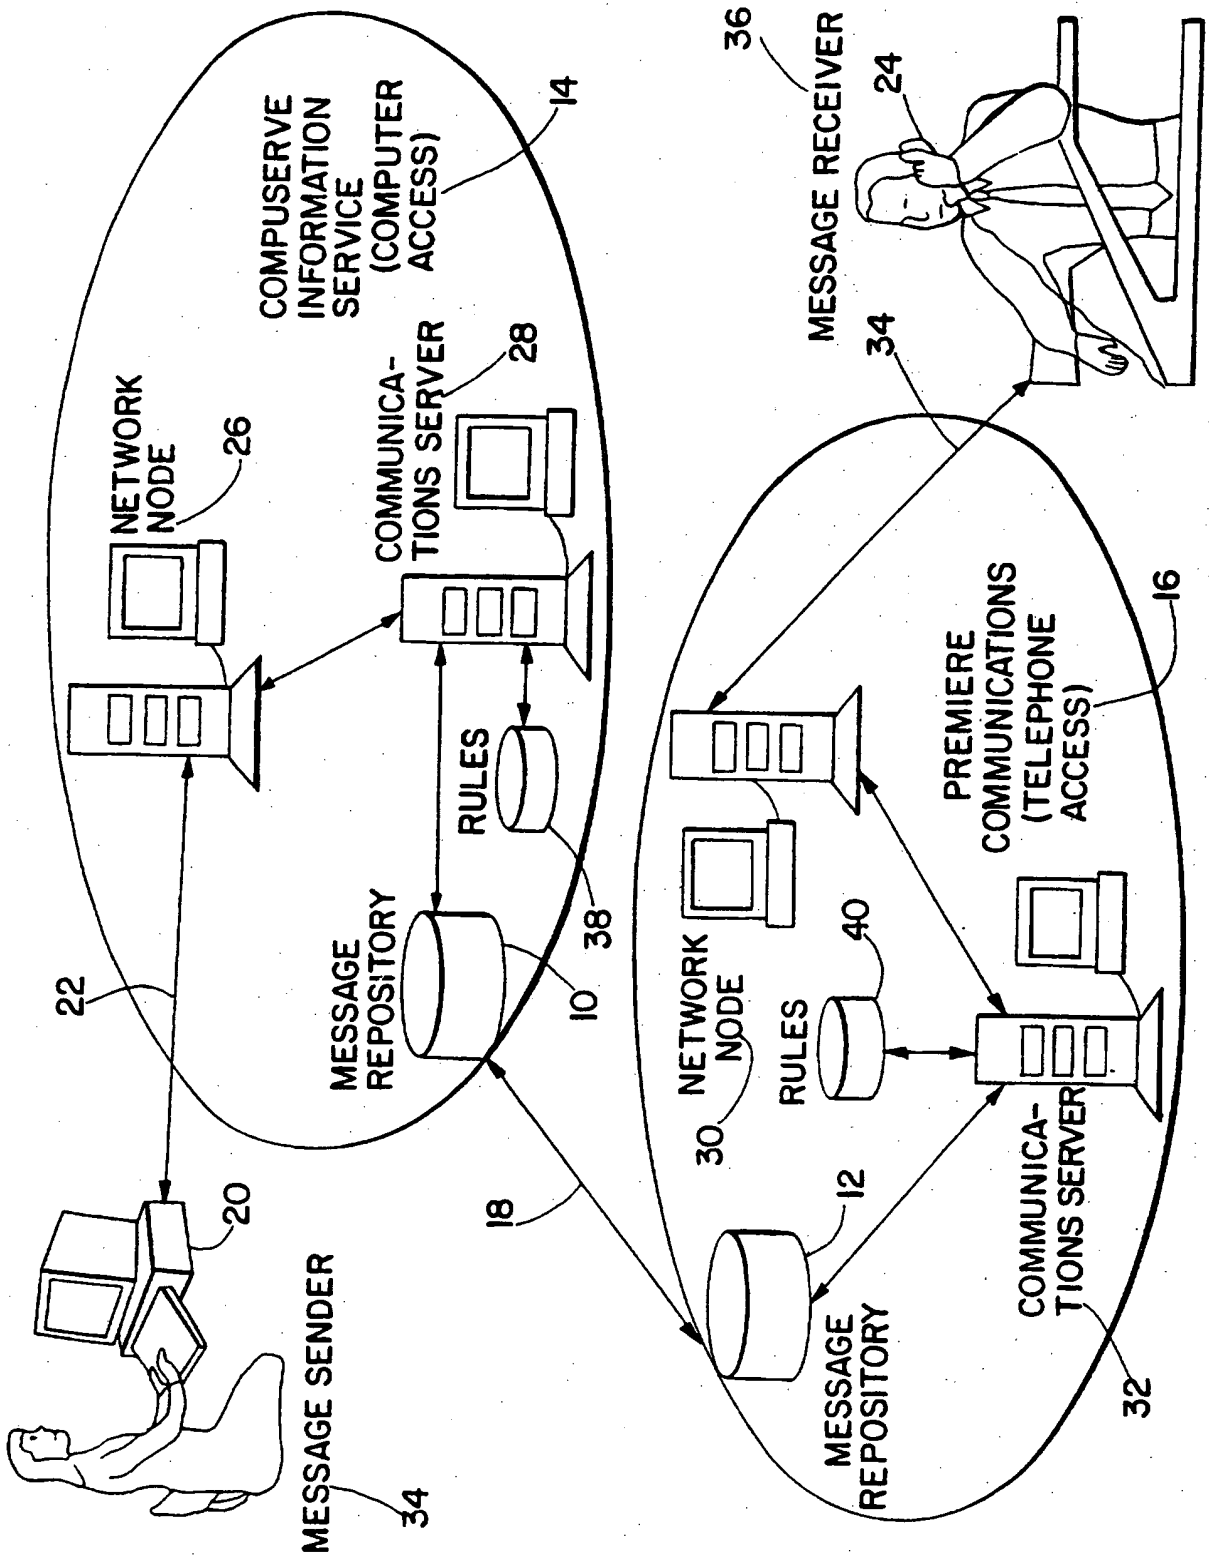 MESSAGE SENDER
34
20
22
NETWORK
NODE
26
COMPUSERVE
INFORMATION
SERVICE
(COMPUTER
ACCESS)
14
COMMUNICA-
TIONS SERVER
28
RULES
38
MESSAGE
REPOSITORY
10
18
MESSAGE
REPOSITORY
12
NETWORK
NODE
30
RULES
40
COMMUNICA-
TIONS SERVER
32
PREMIERE
COMMUNICATIONS
(TELEPHONE
ACCESS)
16
34
MESSAGE RECEIVER
36
24